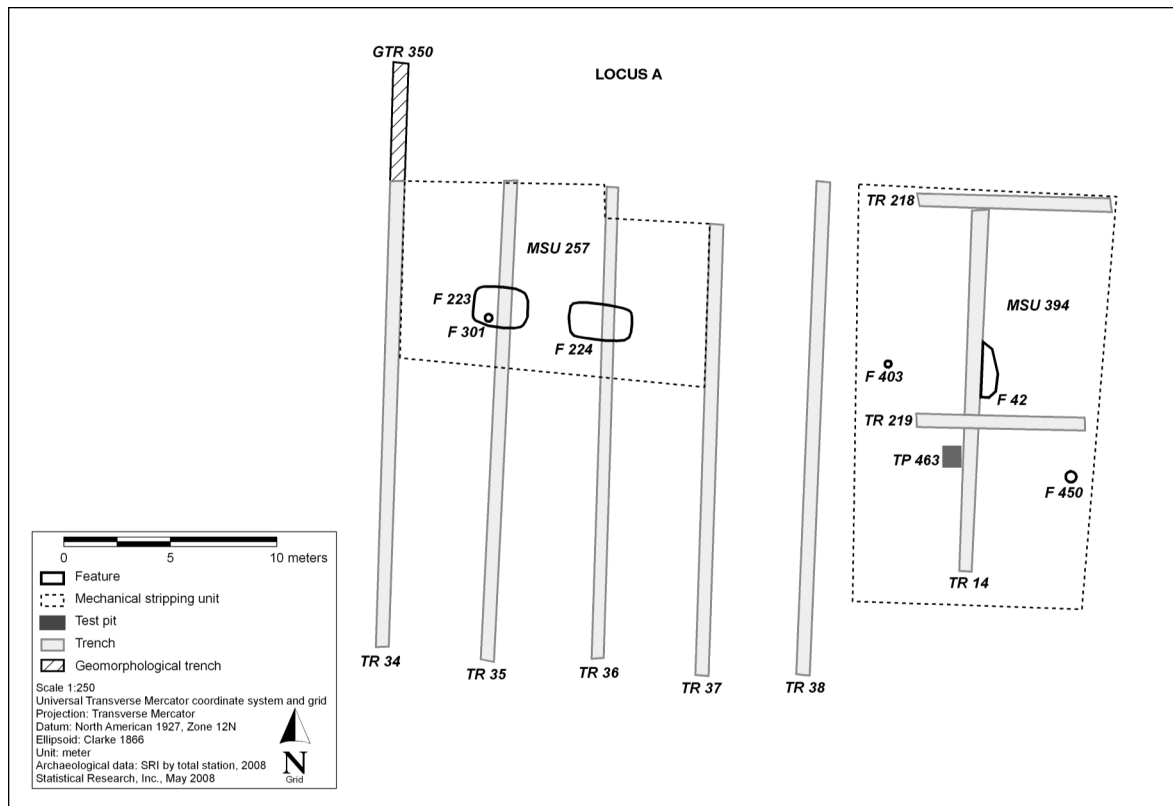 GTR 350
LOCUS A
TR 218
MSU 257
MSU 394
F 223
F 301
F 224
F 403
F 42
TR 219
TP 463
F 450
TR 14
TR 34
TR 35
TR 36
TR 37
TR 38
0 5 10 meters
Feature
Mechanical stripping unit
Test pit
Trench
Geomorphological trench
Scale 1:250
Universal Transverse Mercator coordinate system and grid
Projection: Transverse Mercator
Datum: North American 1927, Zone 12N
Ellipsoid: Clarke 1866
Unit: meter
Archaeological data: SRI by total station, 2008
Statistical Research, Inc., May 2008
N
Grid